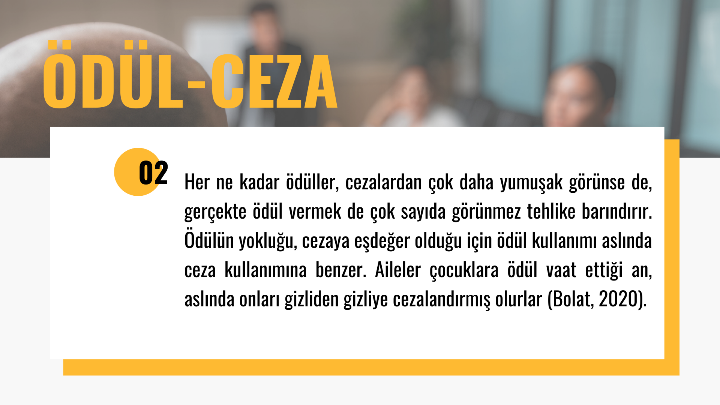 ÖDÜL-CEZA
02
Her ne kadar ödüller, cezalardan çok daha yumuşak görünse de,
gerçekte ödül vermek de çok sayıda görünmez tehlike barındırır.
Ödülün yokluğu, cezaya eşdeğer olduğu için ödül kullanımı aslında
ceza kullanımına benzer. Aileler çocuklara ödül vaat ettiği an,
aslında onları gizliden gizliye cezalandırmış olurlar (Bolat, 2020).